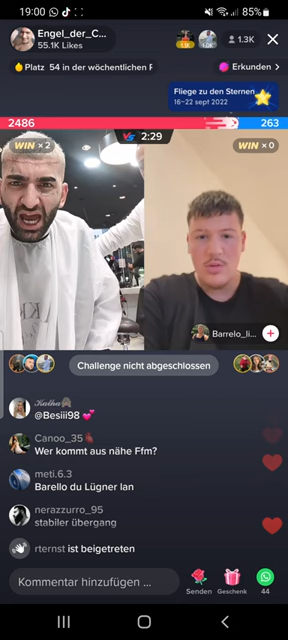 19:00
85%
Engel_der_C...
55.1K Likes
1.3K
Platz 54 in der wöchentlichen R
Erkunden >
Fliege zu den Sternen
16~22 sept 2022
2486
263
WIN × 2
VS 2:29
WIN × 0
Barrelo_li...
Challenge nicht abgeschlossen
Kalha
@Besiii98 💕
Canoo_35
Wer kommt aus nähe Ffm?
meti.6.3
Barello du Lügner lan
nerazzurro_95
stabiler übergang
rternst ist beigetreten
Kommentar hinzufügen ...
Senden
Geschenk
44